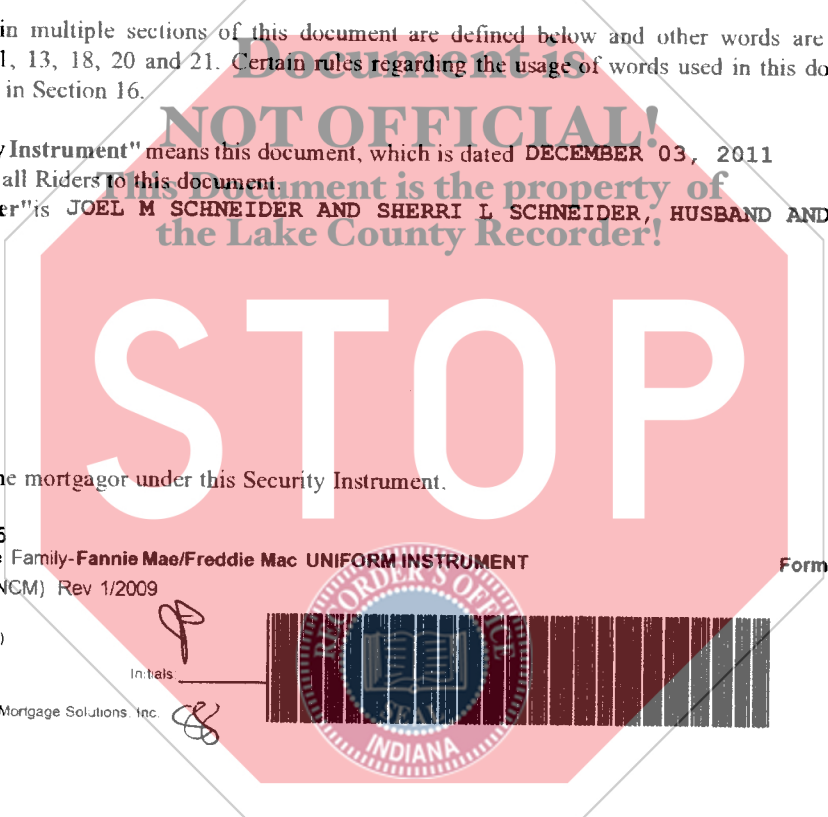 in multiple sections of this document are defined below and other words are
1, 13, 18, 20 and 21. Certain rules regarding the usage of words used in this do
in Section 16.
Document is
NOT OFFICIAL!
This Document is the property of
the Lake County Recorder!
y Instrument" means this document, which is dated DECEMBER 03, 2011
all Riders to this document.
er" is JOEL M SCHNEIDER AND SHERRI L SCHNEIDER, HUSBAND AND
STOP
he mortgagor under this Security Instrument.
6
e Family-Fannie Mae/Freddie Mac UNIFORM INSTRUMENT Form
NCM) Rev 1/2009
)
Initials:
Mortgage Solutions, Inc.
RECORDER'S OFFICE
SEAL
INDIANA